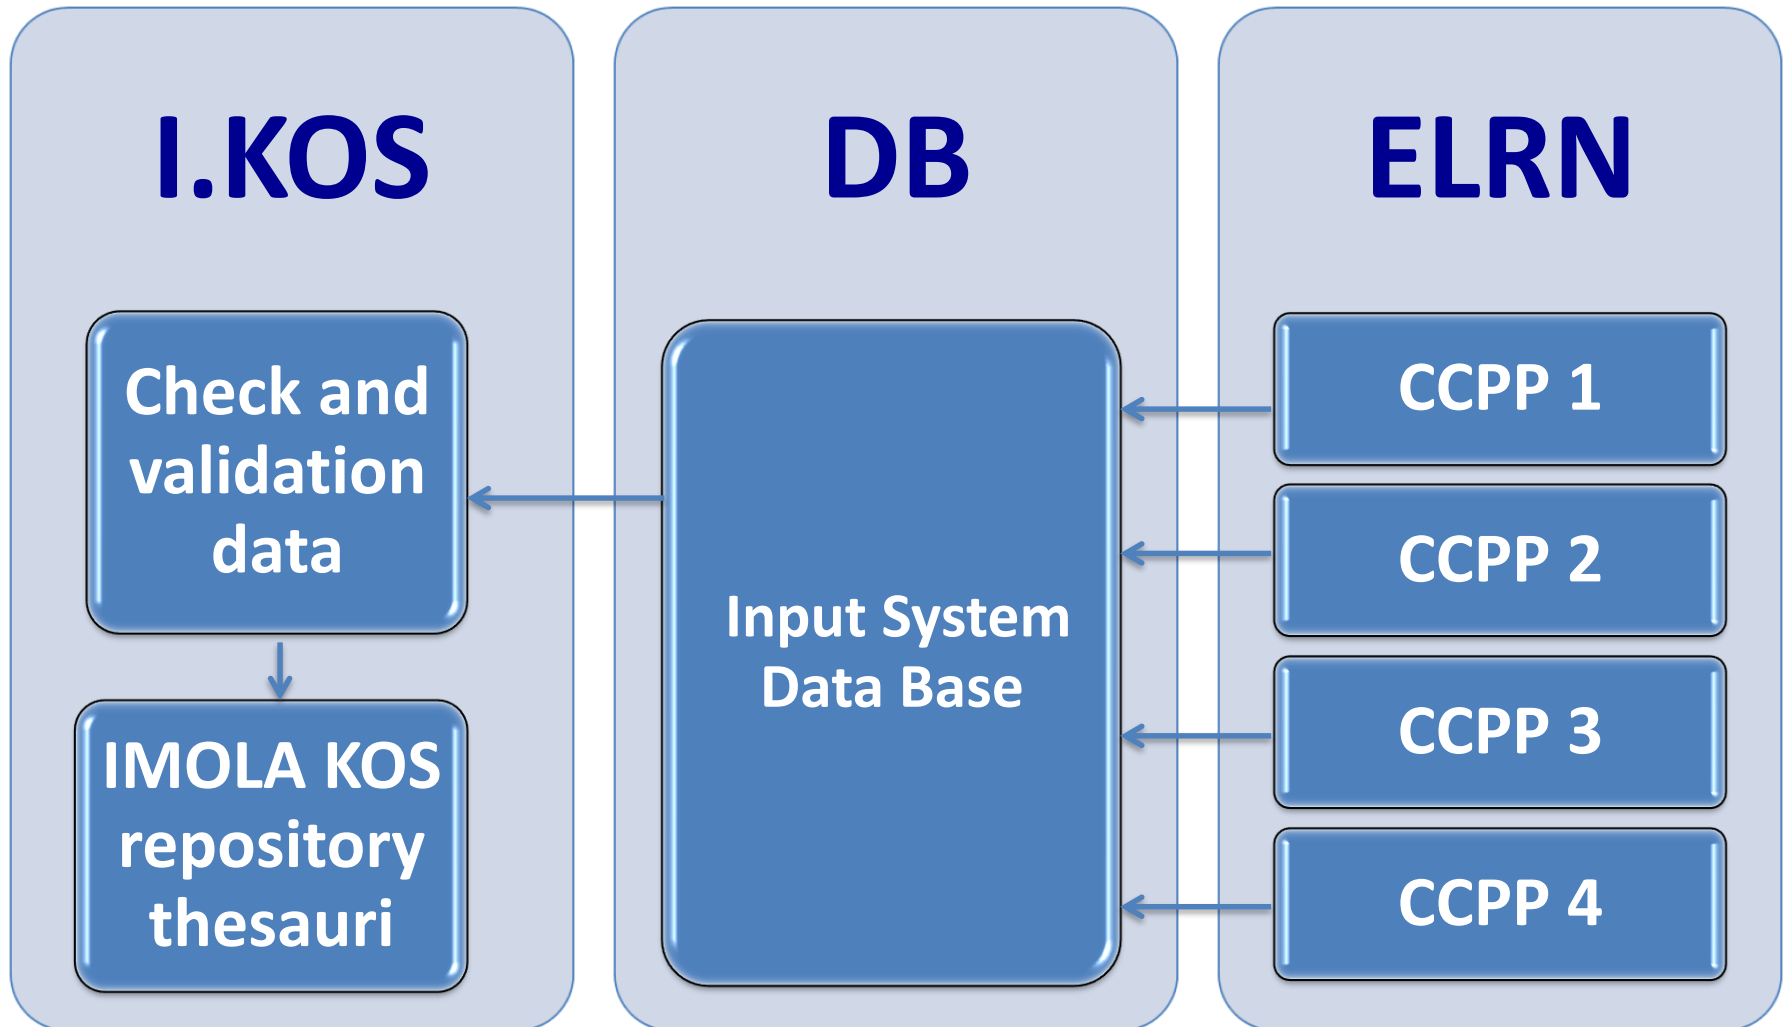 I.KOS
Check and
validation
data
IMOLA KOS
repository
thesauri
DB
Input System
Data Base
ELRN
CCPP 1
CCPP 2
CCPP 3
CCPP 4